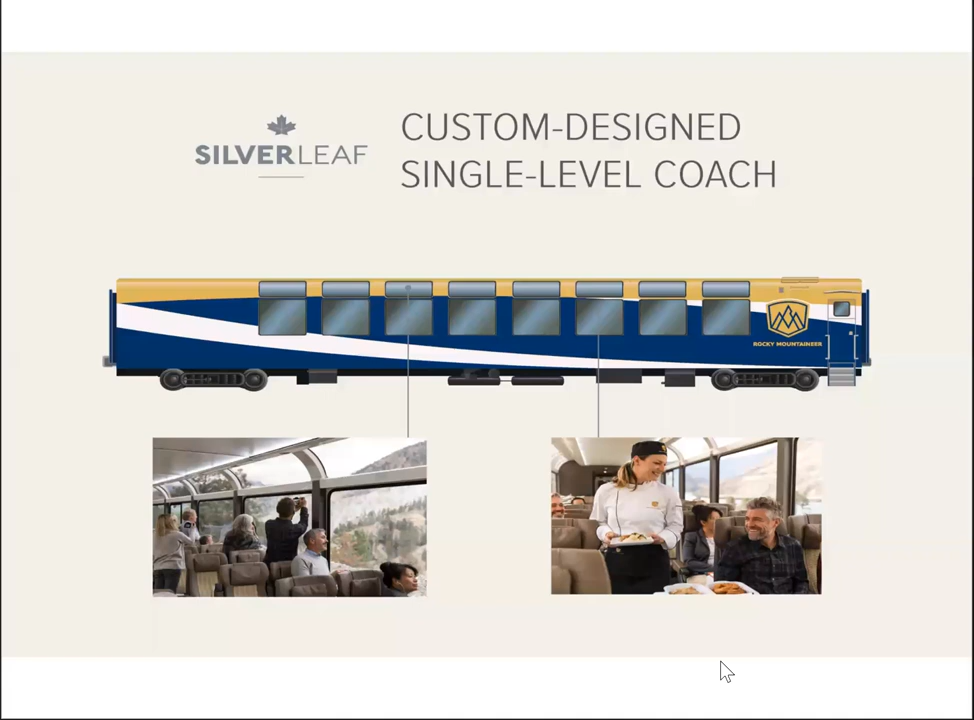 SILVERLEAF
CUSTOM-DESIGNED
SINGLE-LEVEL COACH
ROCKY MOUNTAINEER